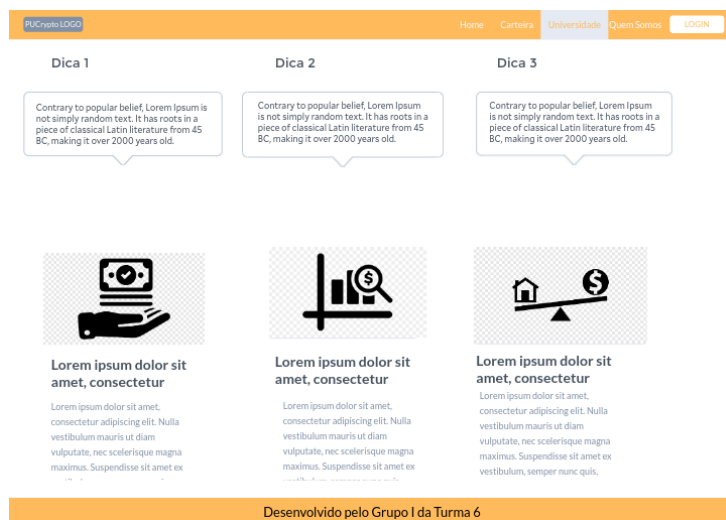 PUCrypto LOGO
Home Carteira Universidade Quem Somos LOGIN
Dica 1
Contrary to popular belief, Lorem Ipsum is
not simply random text. It has roots in a
piece of classical Latin literature from 45
BC, making it over 2000 years old.
Dica 2
Contrary to popular belief, Lorem Ipsum
is not simply random text. It has roots in a
piece of classical Latin literature from 45
BC, making it over 2000 years old.
Dica 3
Contrary to popular belief, Lorem Ipsum
is not simply random text. It has roots in a
piece of classical Latin literature from 45
BC, making it over 2000 years old.
Lorem ipsum dolor sit
amet, consectetur
Lorem ipsum dolor sit amet,
consectetur adipiscing elit. Nulla
vestibulum mauris ut diam
vulputate, nec scelerisque magna
maximus. Suspendisse sit amet ex
Lorem ipsum dolor sit
amet, consectetur
Lorem ipsum dolor sit amet,
consectetur adipiscing elit. Nulla
vestibulum mauris ut diam
vulputate, nec scelerisque magna
maximus. Suspendisse sit amet ex
Lorem ipsum dolor sit
amet, consectetur
Lorem ipsum dolor sit amet,
consectetur adipiscing elit. Nulla
vestibulum mauris ut diam
vulputate, nec scelerisque magna
maximus. Suspendisse sit amet ex
vestibulum, semper nunc quis,
Desenvolvido pelo Grupo I da Turma 6